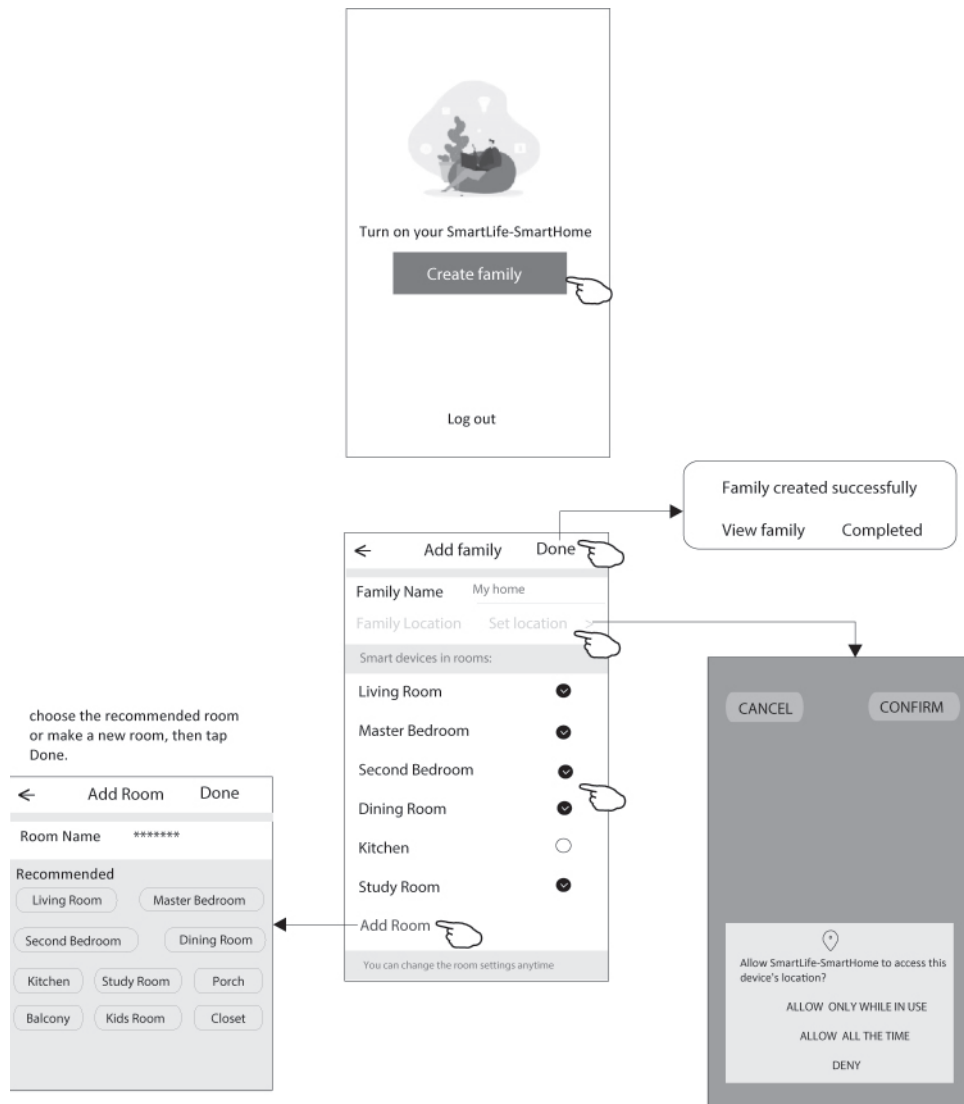 Turn on your SmartLife-SmartHome
Create family
Log out
Family created successfully
View family Completed
Add family Done
Family Name My home
Family Location Set location >
Smart devices in rooms:
Living Room
Master Bedroom
Second Bedroom
Dining Room
Kitchen
Study Room
Add Room
You can change the room settings anytime
choose the recommended room
or make a new room, then tap
Done.
Add Room Done
Room Name *******
Recommended
Living Room Master Bedroom
Second Bedroom Dining Room
Kitchen Study Room Porch
Balcony Kids Room Closet
CANCEL CONFIRM
Allow SmartLife-SmartHome to access this
device's location?
ALLOW ONLY WHILE IN USE
ALLOW ALL THE TIME
DENY